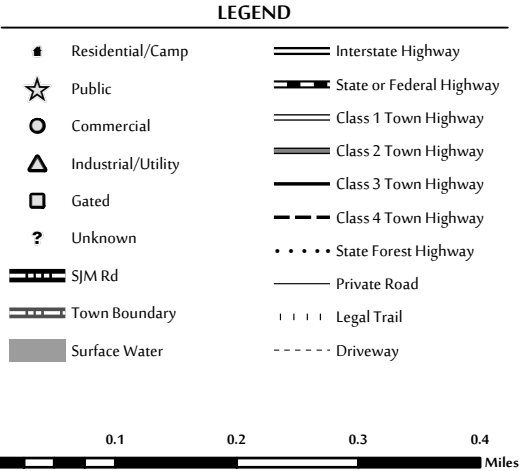 LEGEND
Residential/Camp
Public
Commercial
Industrial/Utility
Gated
? Unknown
SJM Rd
Town Boundary
Surface Water
Interstate Highway
State or Federal Highway
Class 1 Town Highway
Class 2 Town Highway
Class 3 Town Highway
Class 4 Town Highway
State Forest Highway
Private Road
Legal Trail
Driveway
0.1 0.2 0.3 0.4
Miles